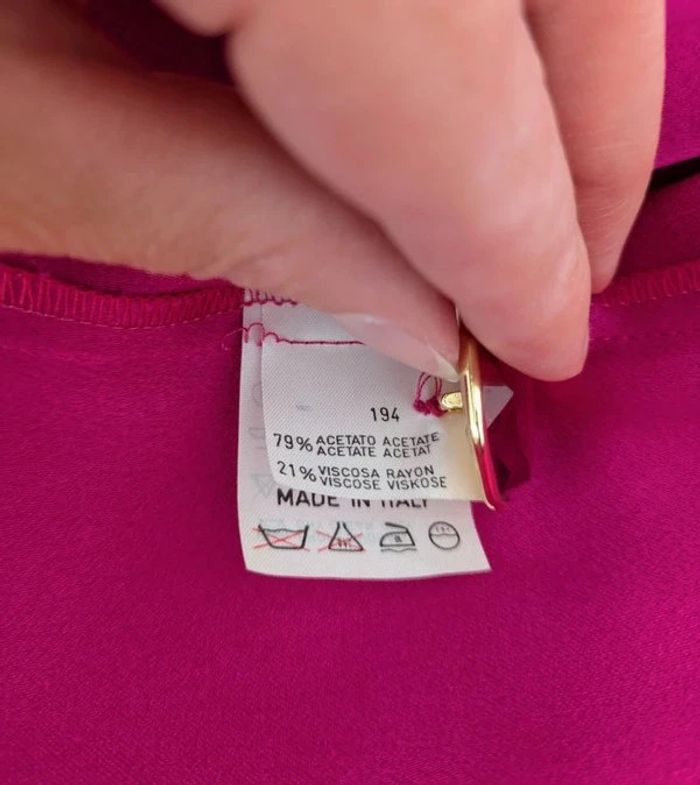 194
79% ACETATO ACETATE
ACETATE ACETAT
21% VISCOSA RAYON
VISCOSE VISKOSE
MADE IN ITALY